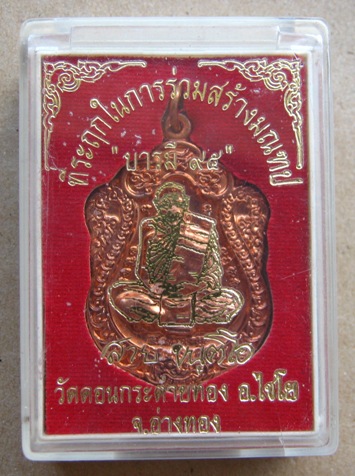 ที่ระฤกในการร่วมสร้างมณฑป
"บารมี ๙๕"
วัดดอนกระต่ายทอง อ.ไชโย
จ.อ่างทอง